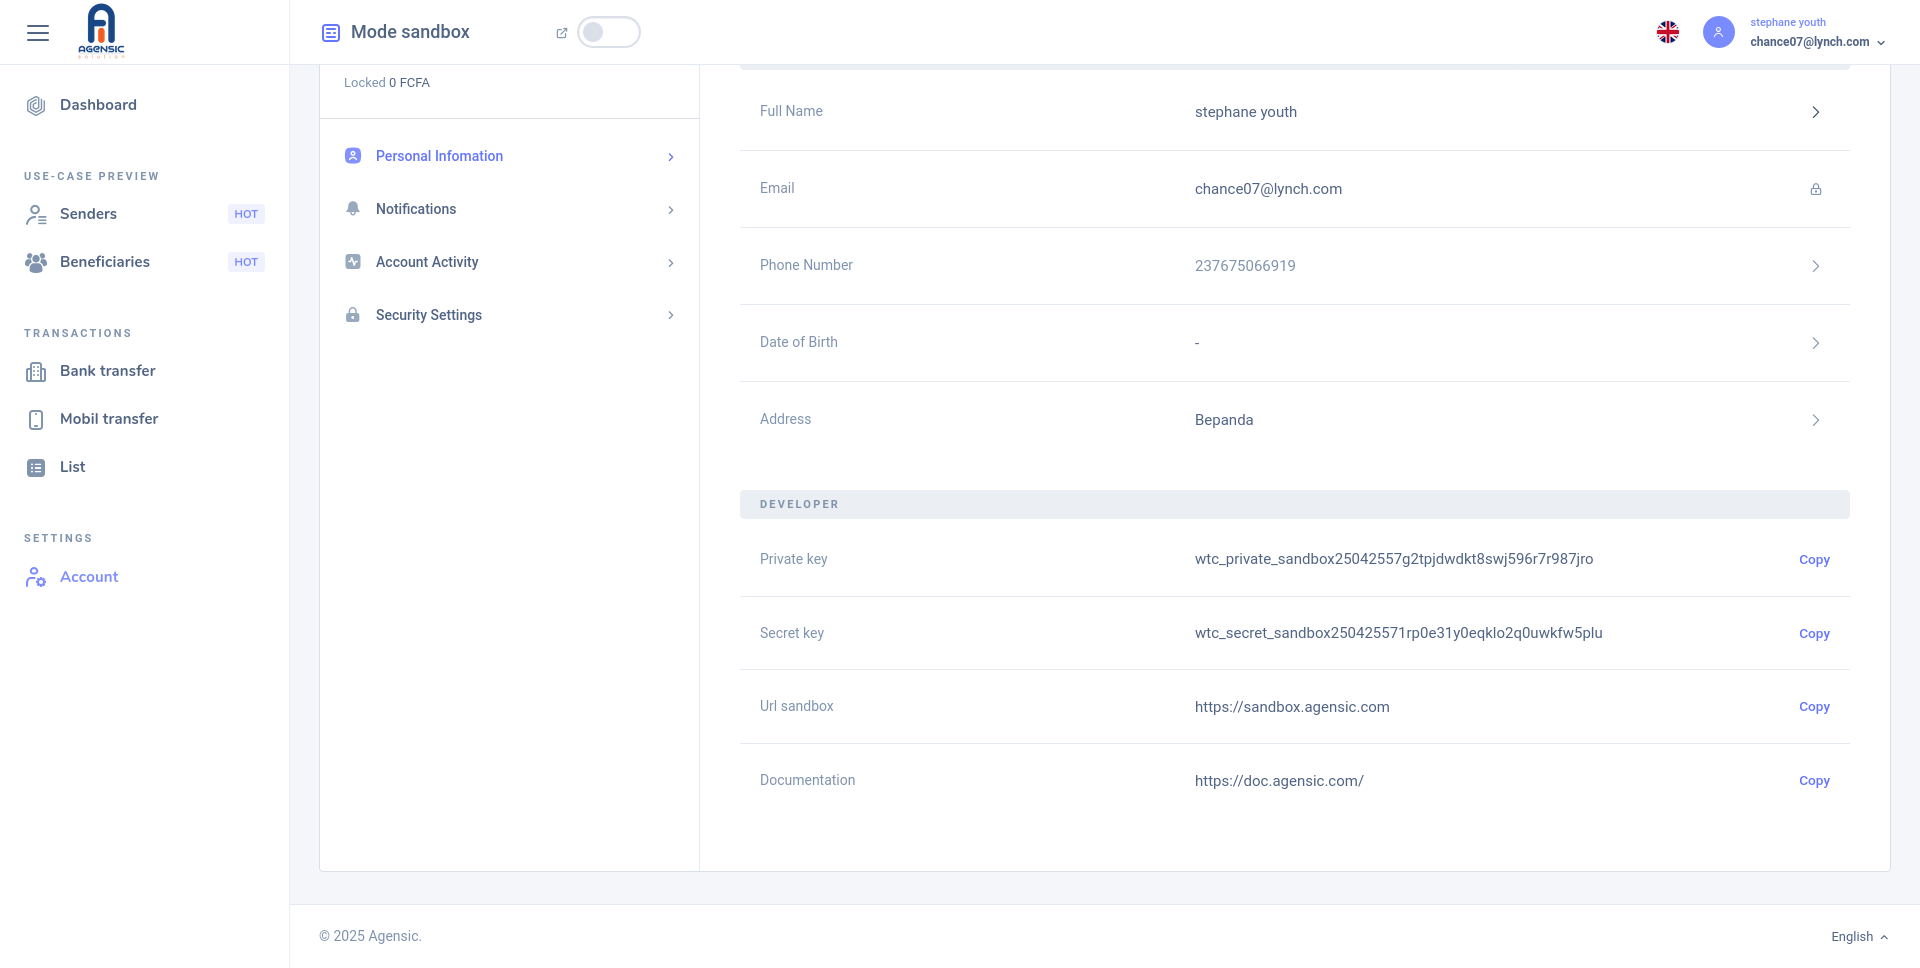 AGENSIC
solution
Mode sandbox
stephane youth
chance07@lynch.com
Dashboard
USE-CASE PREVIEW
Senders HOT
Beneficiaries HOT
TRANSACTIONS
Bank transfer
Mobil transfer
List
SETTINGS
Account
Locked 0 FCFA
Personal Infomation
Notifications
Account Activity
Security Settings
Full Name stephane youth
Email chance07@lynch.com
Phone Number 237675066919
Date of Birth -
Address Bepanda
DEVELOPER
Private key wtc_private_sandbox25042557g2tpjdwdkt8swj596r7r987jro Copy
Secret key wtc_secret_sandbox250425571rp0e31y0eqklo2q0uwkfw5plu Copy
Url sandbox https://sandbox.agensic.com Copy
Documentation https://doc.agensic.com/ Copy
© 2025 Agensic.
English